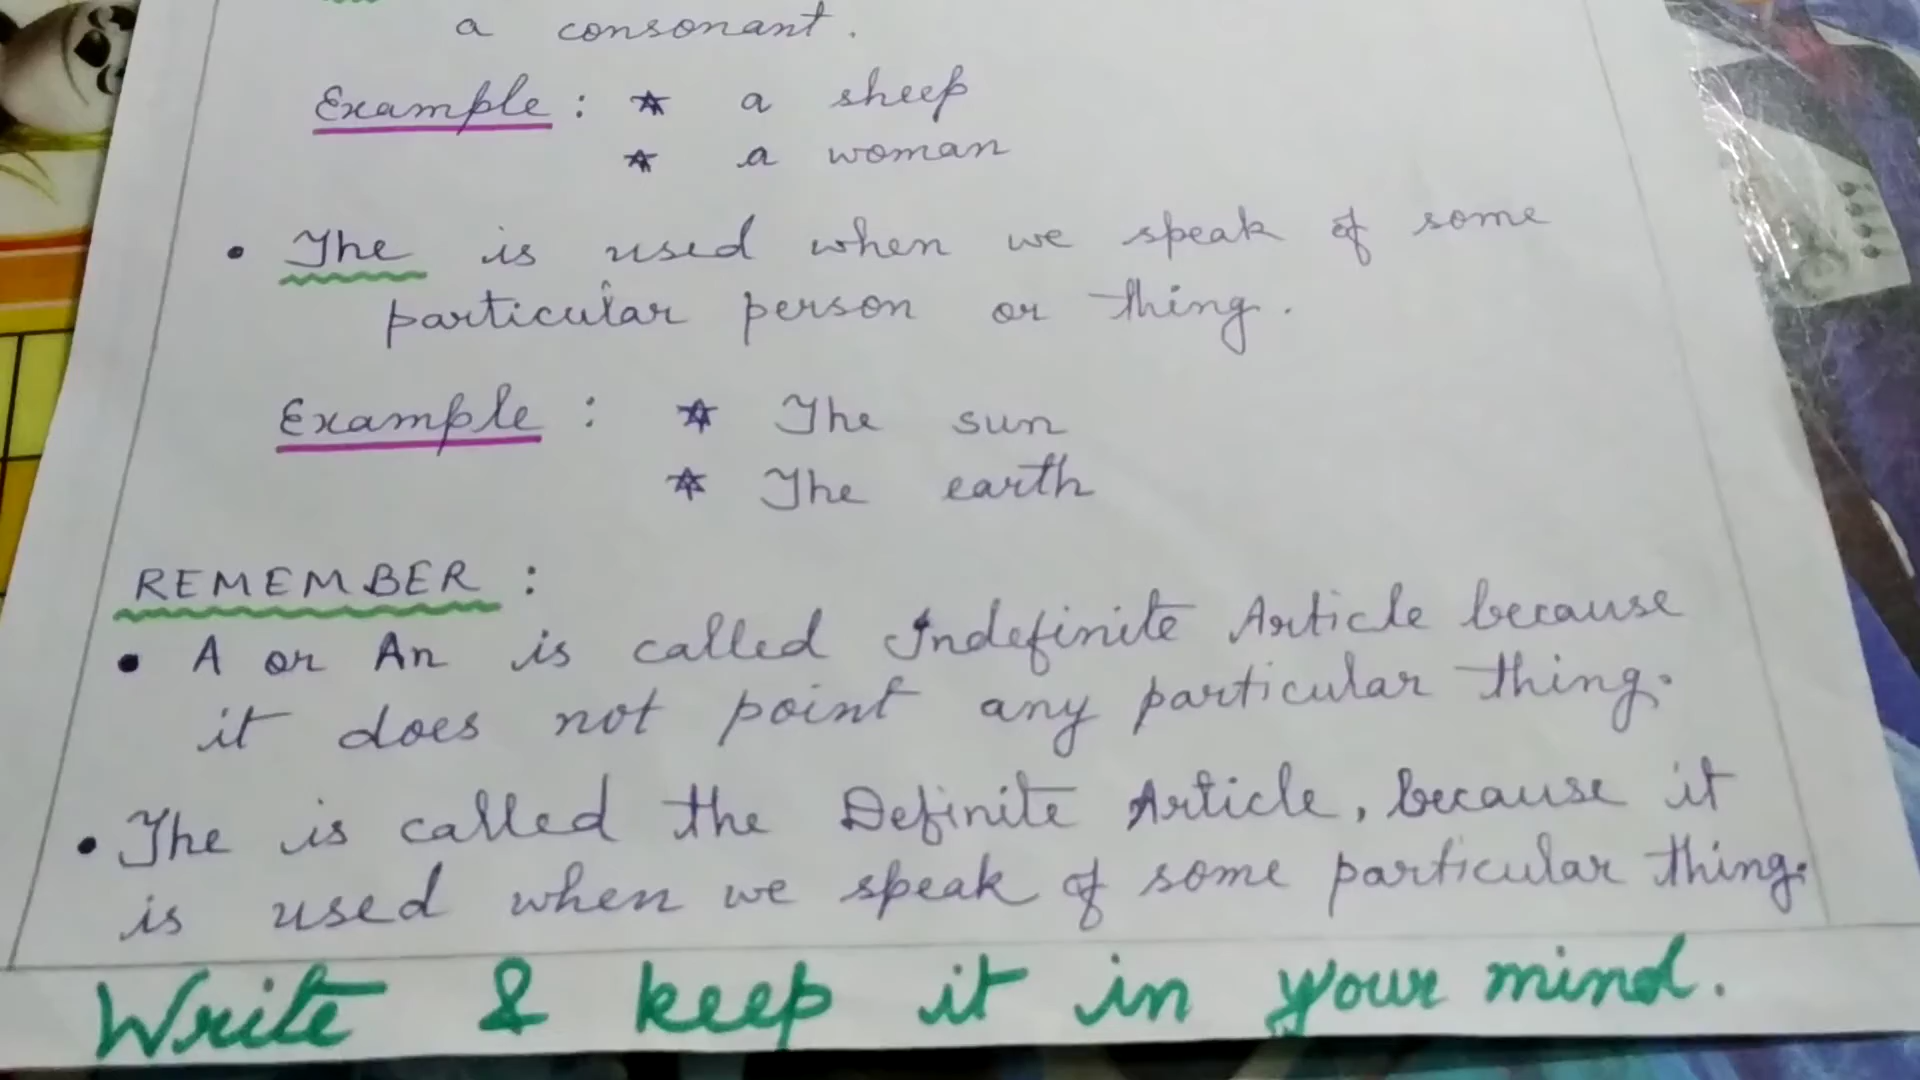 a consonant.
Example : * a sheep
* a woman
• The is used when we speak of some
particular person or thing.
Example : * The sun
* The earth
REMEMBER :
• A or An is called Indefinite Article because
it does not point any particular thing.
• The is called the Definite Article, because it
is used when we speak of some particular thing.
Write & keep it in your mind.